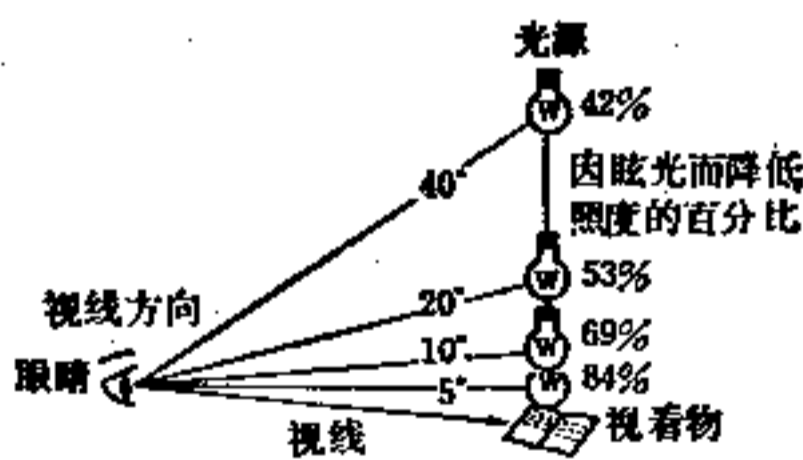 光源
42%
40°
因眩光而降低
照度的百分比
53%
20°
视线方向
69%
10°
眼睛
84%
5°
视线
视看物